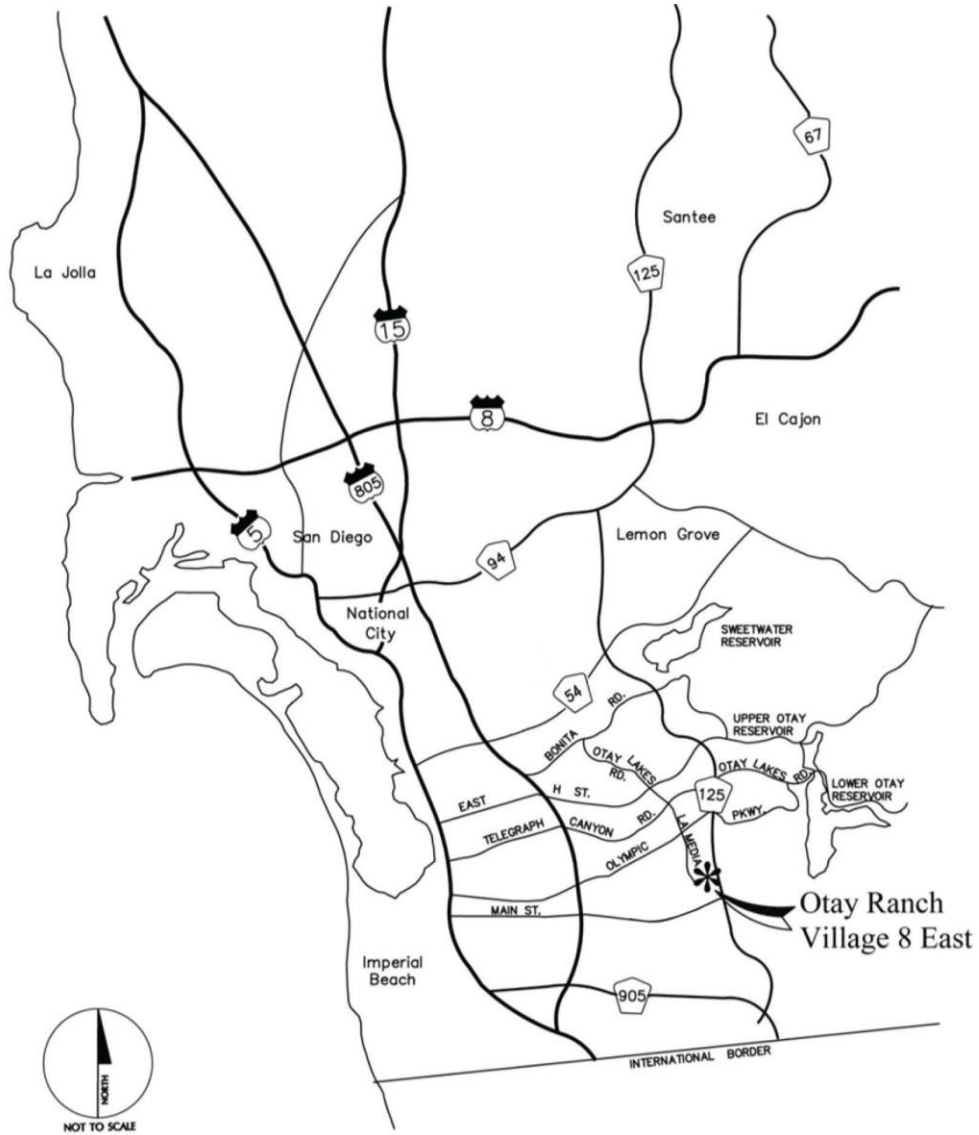 67
Santee
La Jolla
125
15
8
El Cajon
805
5
San Diego
Lemon Grove
94
National
City
SWEETWATER
RESERVOIR
54
BONITA RD.
UPPER OTAY
RESERVOIR
OTAY LAKES
RD.
OTAY LAKES RD.
LOWER OTAY
RESERVOIR
EAST H ST.
125
PKWY.
TELEGRAPH CANYON RD.
LA MEDIA
OLYMPIC
Otay Ranch
Village 8 East
MAIN ST.
Imperial
Beach
905
INTERNATIONAL BORDER
NORTH
NOT TO SCALE